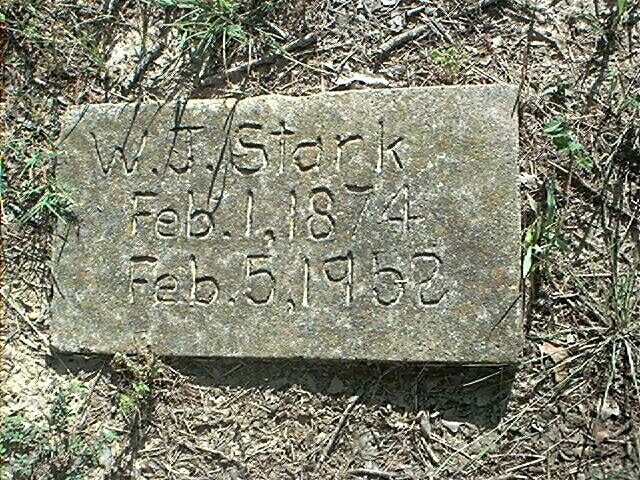 W. J. Stark
Feb. 1, 1874
Feb. 5, 1952